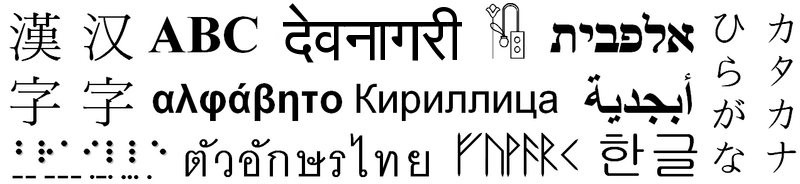 漢字
汉字
ABC देवनागरी אלפבית
αλφάβητο Кириллица أبجدية
ตัวอักษรไทย ᚠᚢᚦᚨᚱᚲ 한글
ひらがな
カタカナ